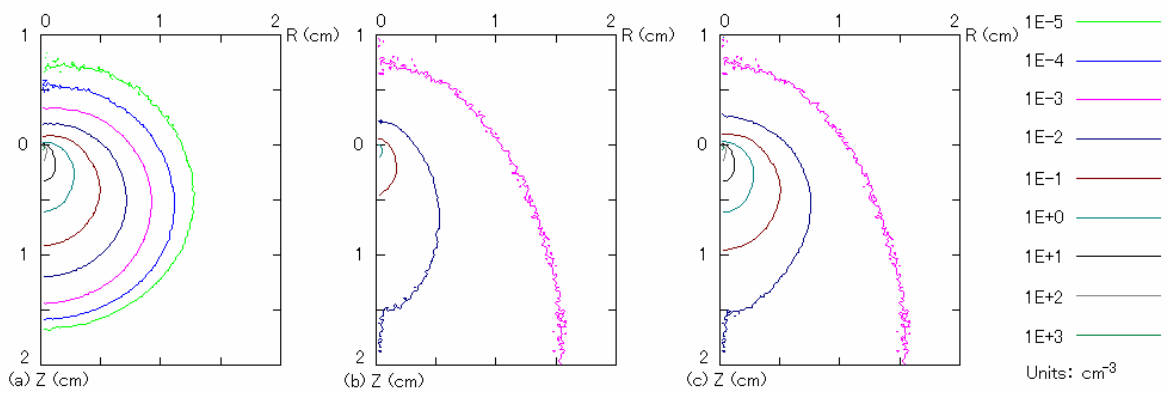 0 1 2 0 1 2 0 1 2
1 R (cm) 1 R (cm) 1 R (cm)
0 0 0
1 1 1
2 2 2
(a) Z (cm) (b) Z (cm) (c) Z (cm)
1E-5
1E-4
1E-3
1E-2
1E-1
1E+0
1E+1
1E+2
1E+3
Units: cm⁻³